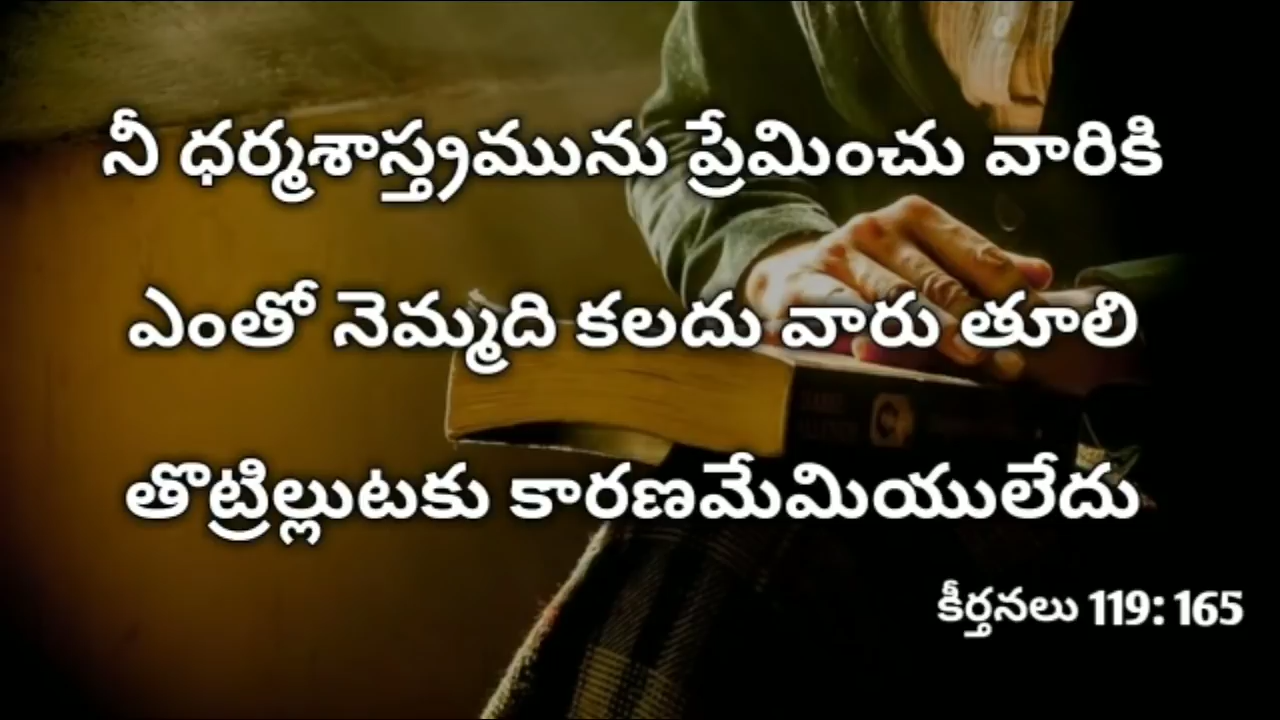 నీ ధర్మశాస్త్రమును ప్రేమించు వారికి
ఎంతో నెమ్మది కలదు వారు తూలి
తొట్రిల్లుటకు కారణమేమియులేదు
కీర్తనలు 119: 165